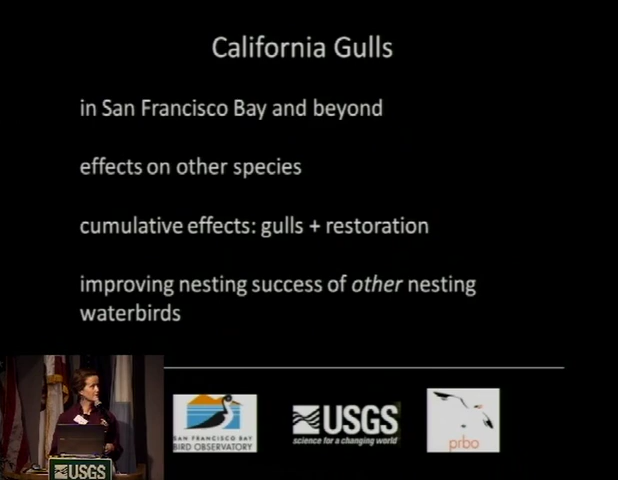 California Gulls
in San Francisco Bay and beyond
effects on other species
cumulative effects: gulls + restoration
improving nesting success of other nesting
waterbirds
SAN FRANCISCO BAY
BIRD OBSERVATORY
USGS
science for a changing world
prbo
USGS